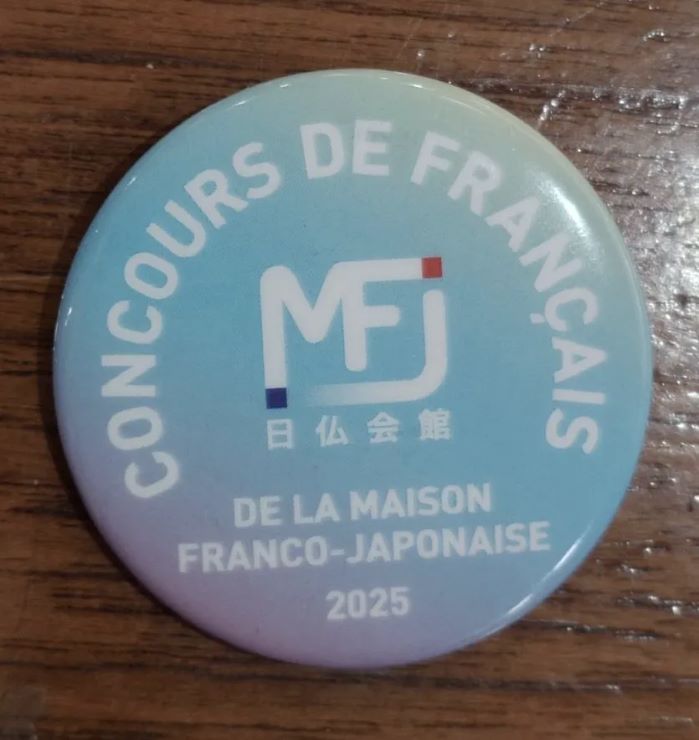 CONCOURS DE FRANÇAIS
MFJ
日仏会館
DE LA MAISON
FRANCO-JAPONAISE
2025